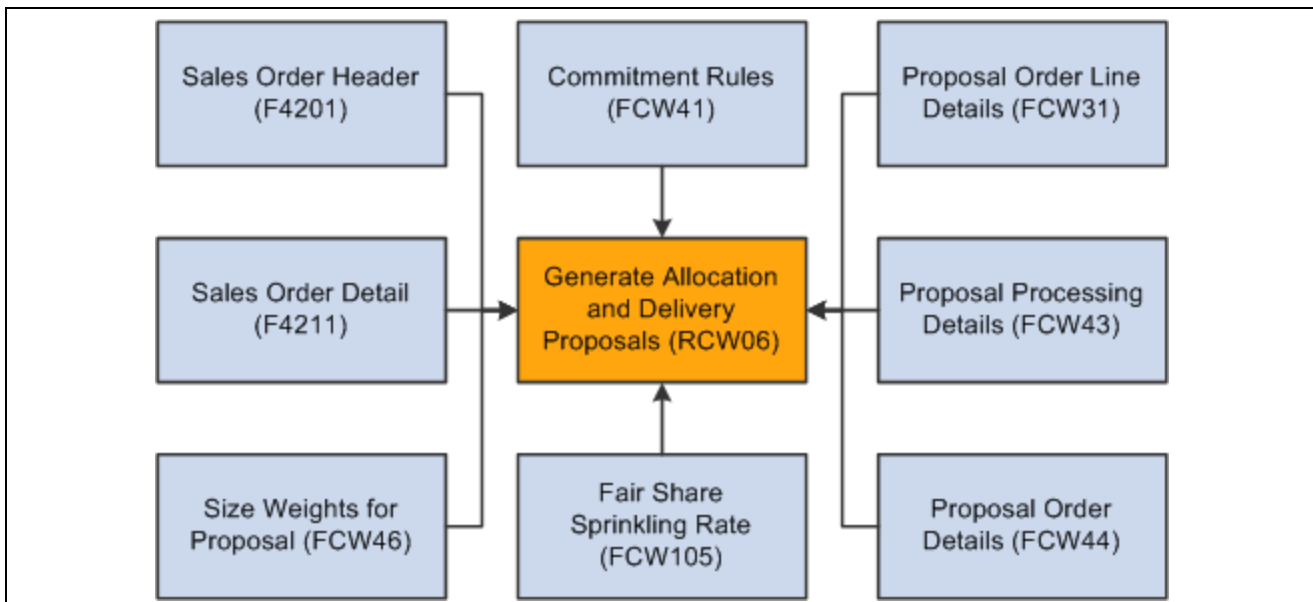 Sales Order Header
(F4201)
Commitment Rules
(FCW41)
Proposal Order Line
Details (FCW31)
Sales Order Detail
(F4211)
Generate Allocation
and Delivery
Proposals (RCW06)
Proposal Processing
Details (FCW43)
Size Weights for
Proposal (FCW46)
Fair Share
Sprinkling Rate
(FCW105)
Proposal Order
Details (FCW44)